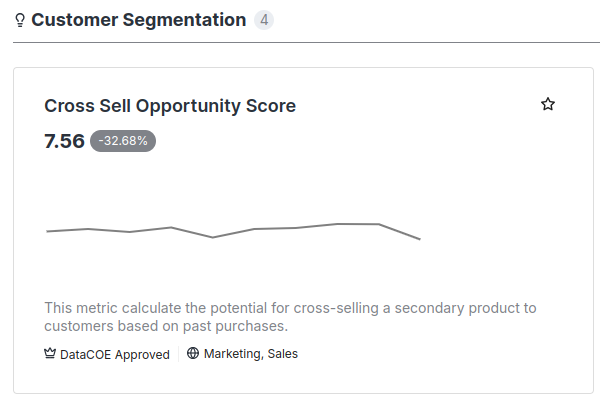 Customer Segmentation 4
Cross Sell Opportunity Score
7.56 -32.68%
This metric calculate the potential for cross-selling a secondary product to
customers based on past purchases.
DataCOE Approved Marketing, Sales